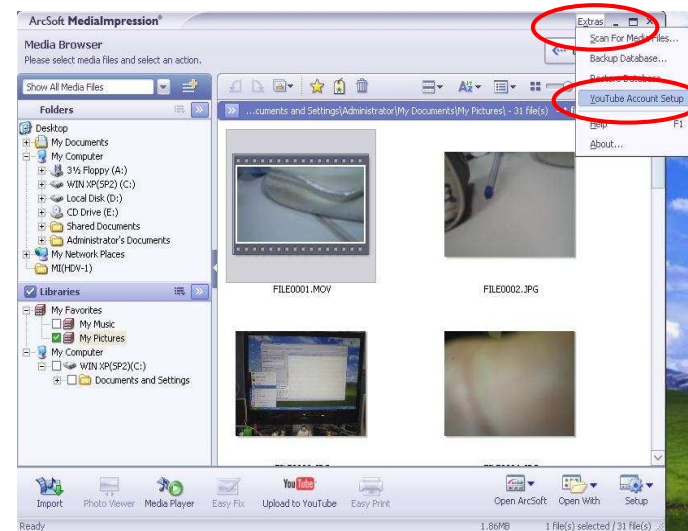 ArcSoft MediaImpression®
Extras
Media Browser
Please select media files and select an action.
Scan For Media Files...
Backup Database...
Restore Database...
YouTube Account Setup
Help F1
About...
Show All Media Files
Folders
...cuments and Settings\Administrator\My Documents\My Pictures\ - 31 file(s)
Desktop
My Documents
My Computer
3½ Floppy (A:)
WIN XP(SP2) (C:)
Local Disk (D:)
CD Drive (E:)
Shared Documents
Administrator's Documents
My Network Places
MI(HDV-1)
FILE0001.MOV
FILE0002.JPG
Libraries
My Favorites
My Music
My Pictures
My Computer
WIN XP(SP2)(C:)
Documents and Settings
You Tube
Import
Photo Viewer
Media Player
Easy Fix
Upload to YouTube
Easy Print
Open ArcSoft
Open With
Setup
Ready
1.86MB
1 file(s) selected / 31 file(s)